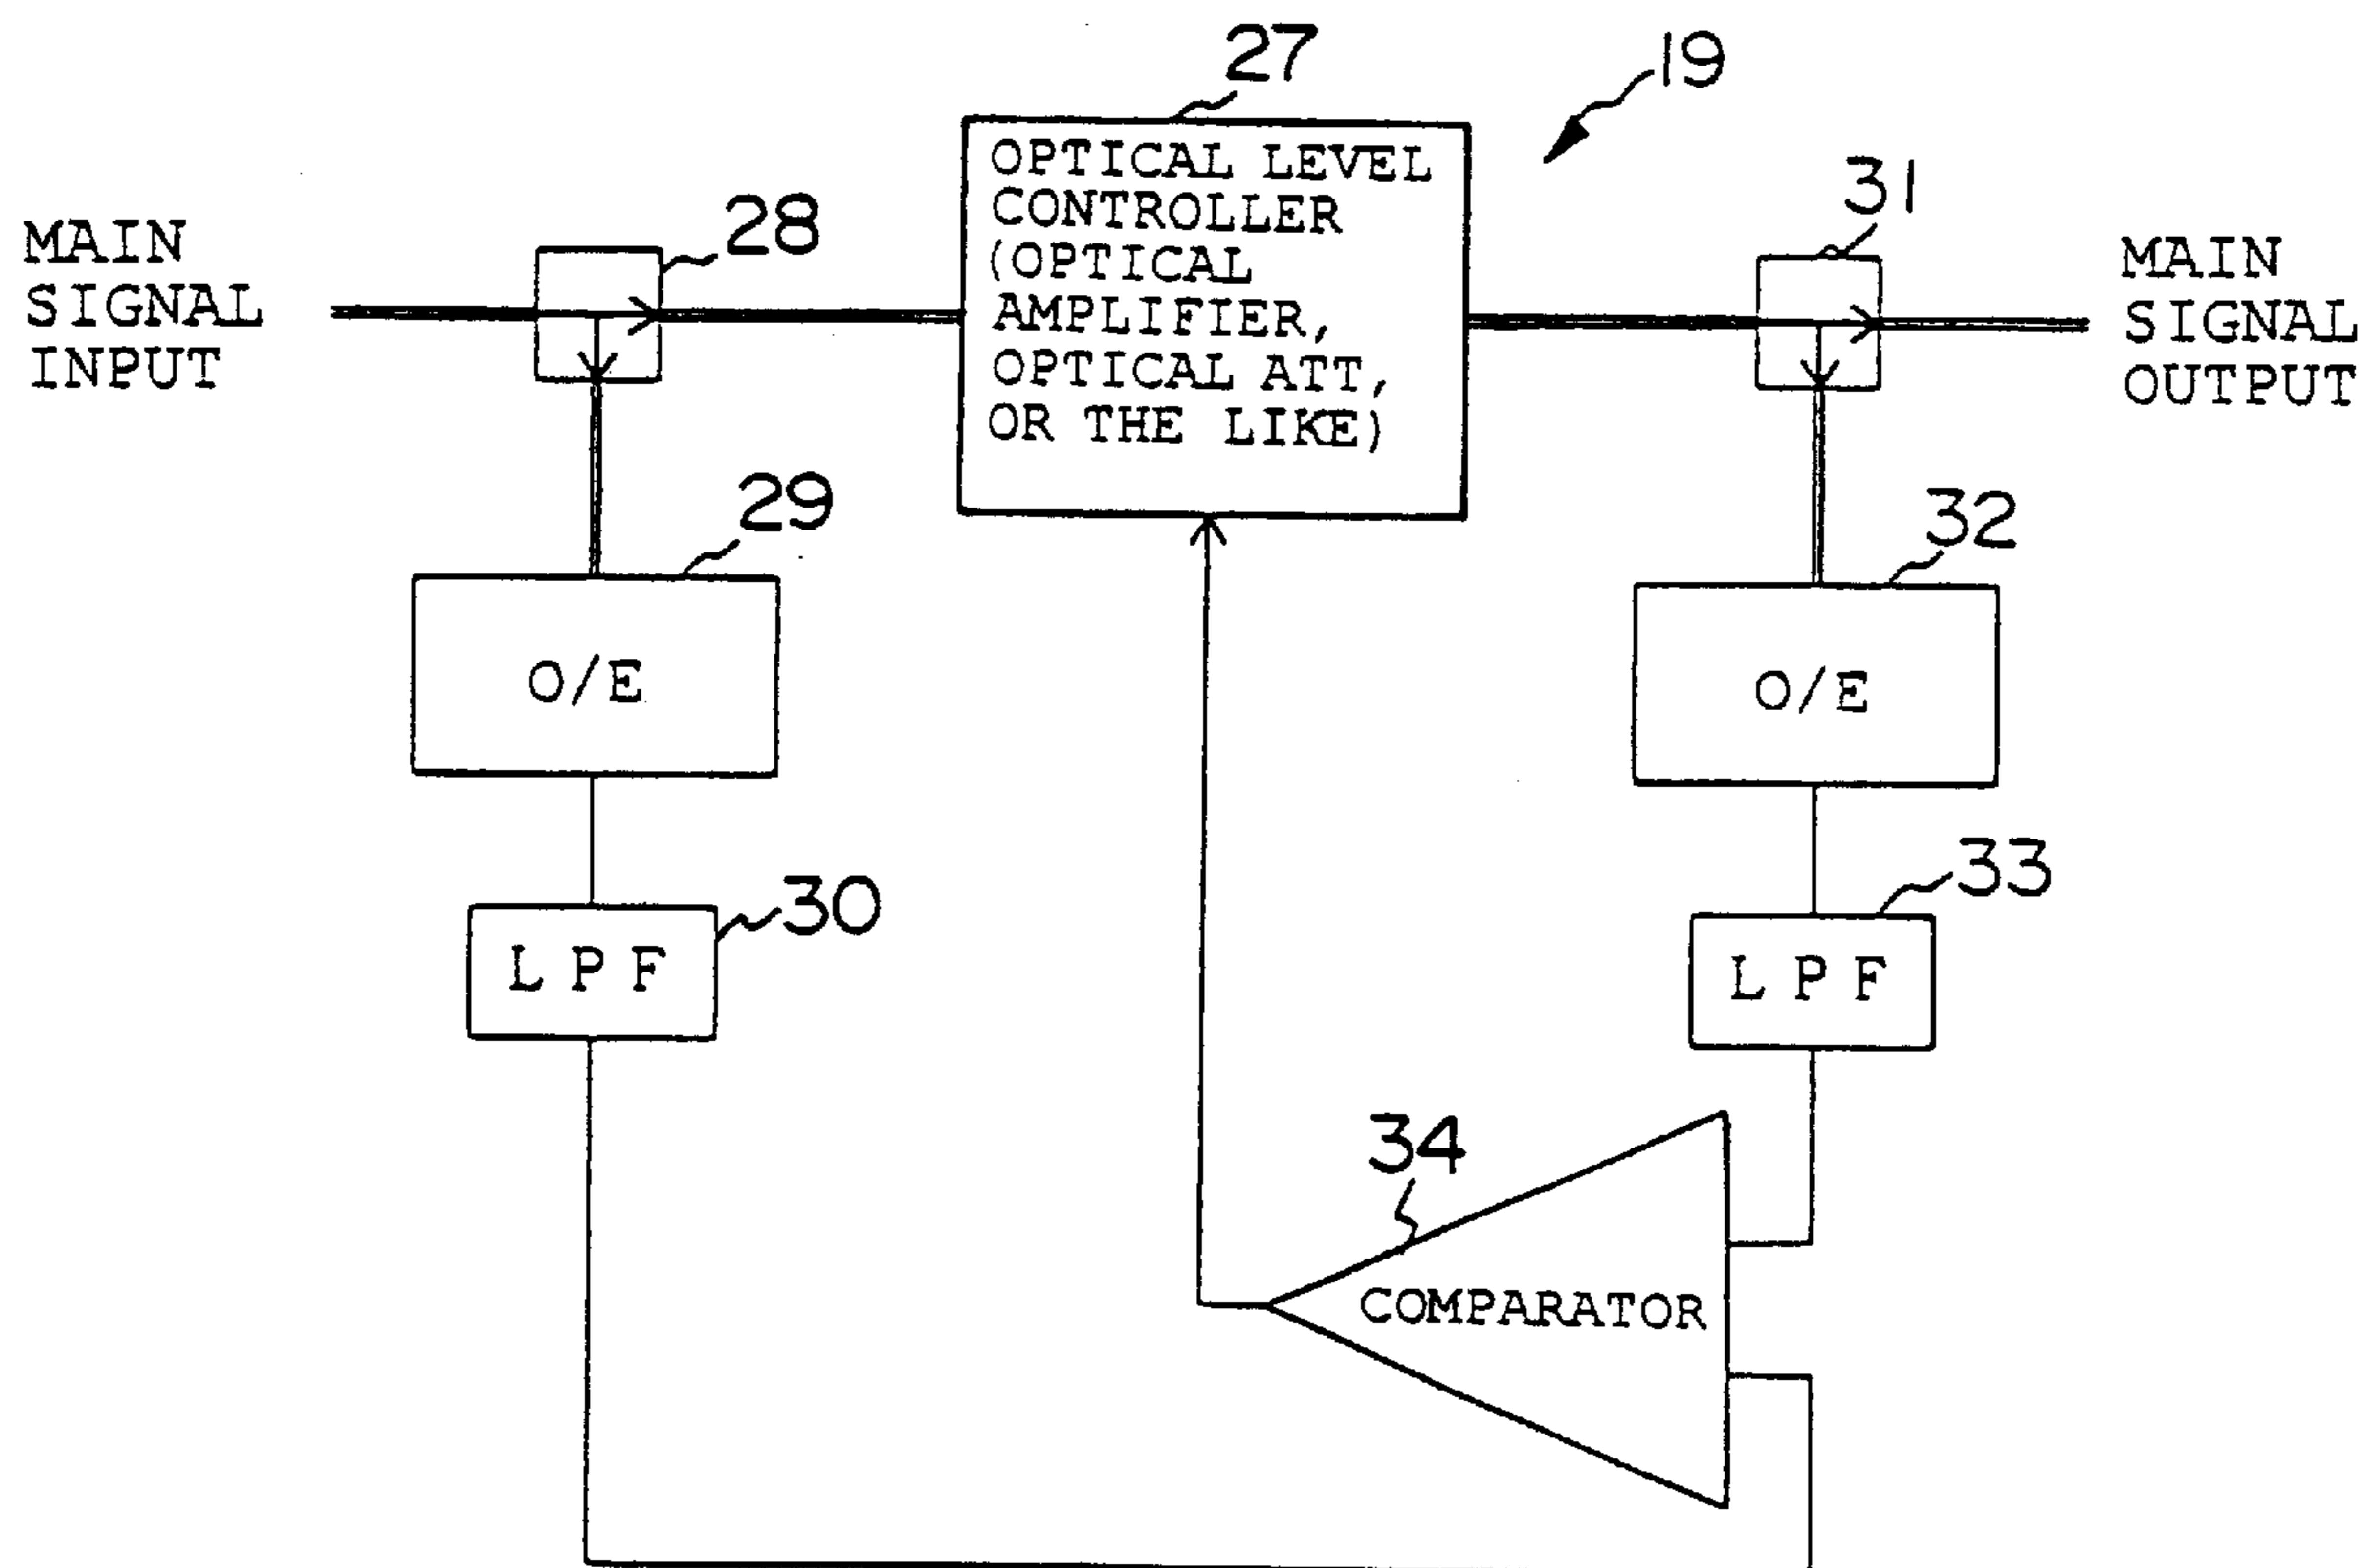 27
19
OPTICAL LEVEL
CONTROLLER
(OPTICAL
AMPLIFIER,
OPTICAL ATT,
OR THE LIKE)
28
31
MAIN
SIGNAL
INPUT
MAIN
SIGNAL
OUTPUT
29
32
O/E
O/E
30
33
LPF
LPF
34
COMPARATOR